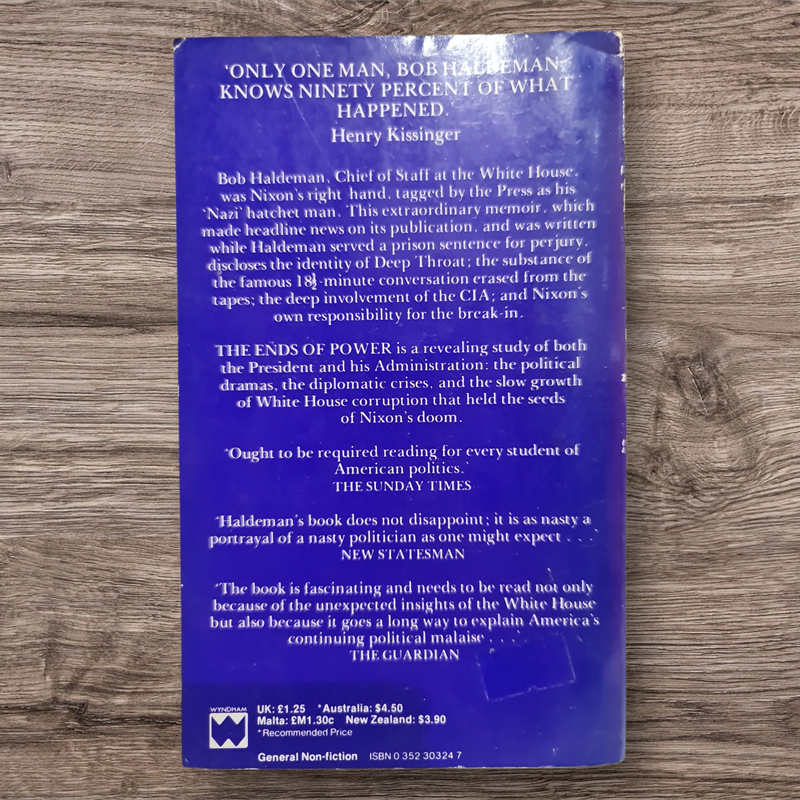 ‘ONLY ONE MAN, BOB HALDEMAN,
KNOWS NINETY PERCENT OF WHAT
HAPPENED.’
Henry Kissinger
Bob Haldeman, Chief of Staff at the White House,
was Nixon’s right hand, tagged by the Press as his
‘Nazi’ hatchet man. This extraordinary memoir, which
made headline news on its publication, and was written
while Haldeman served a prison sentence for perjury,
discloses the identity of Deep Throat; the substance of
the famous 18½-minute conversation erased from the
tapes; the deep involvement of the CIA; and Nixon’s
own responsibility for the break-in.
THE ENDS OF POWER is a revealing study of both
the President and his Administration: the political
dramas, the diplomatic crises, and the slow growth
of White House corruption that held the seeds
of Nixon’s doom.
‘Ought to be required reading for every student of
American politics.’
THE SUNDAY TIMES
‘Haldeman’s book does not disappoint; it is as nasty a
portrayal of a nasty politician as one might expect . . .’
NEW STATESMAN
‘The book is fascinating and needs to be read not only
because of the unexpected insights of the White House
but also because it goes a long way to explain America’s
continuing political malaise . . .’
THE GUARDIAN
WYNDHAM
UK: £1.25 *Australia: $4.50
Malta: £M1.30c New Zealand: $3.90
*Recommended Price
General Non-fiction ISBN 0 352 30324 7